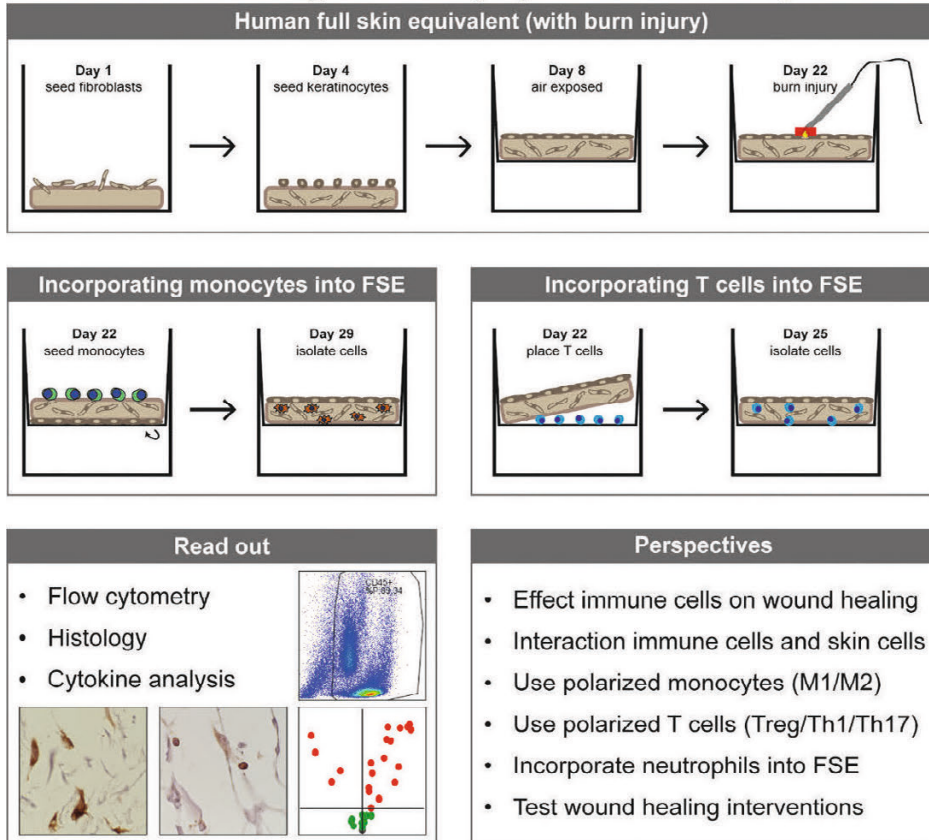 Human full skin equivalent (with burn injury)
Day 1
seed fibroblasts
Day 4
seed keratinocytes
Day 8
air exposed
Day 22
burn injury
Incorporating monocytes into FSE
Day 22
seed monocytes
Day 29
isolate cells
Incorporating T cells into FSE
Day 22
place T cells
Day 25
isolate cells
Read out
• Flow cytometry
• Histology
• Cytokine analysis
CD45+
Perspectives
• Effect immune cells on wound healing
• Interaction immune cells and skin cells
• Use polarized monocytes (M1/M2)
• Use polarized T cells (Treg/Th1/Th17)
• Incorporate neutrophils into FSE
• Test wound healing interventions